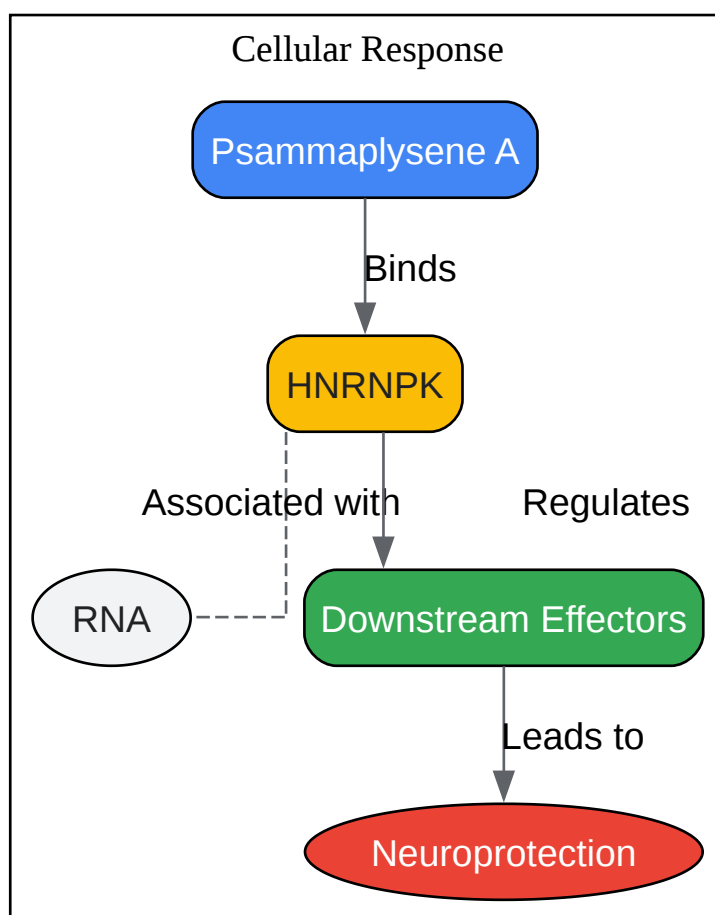 Cellular Response
Psammaplysene A
Binds
HNRNPK
Associated with
Regulates
RNA
Downstream Effectors
Leads to
Neuroprotection